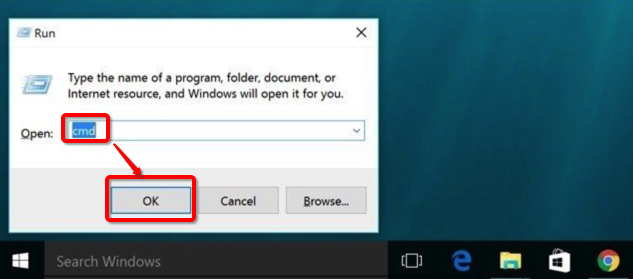 Run
Type the name of a program, folder, document, or
Internet resource, and Windows will open it for you.
Open: cmd
OK Cancel Browse...
Search Windows